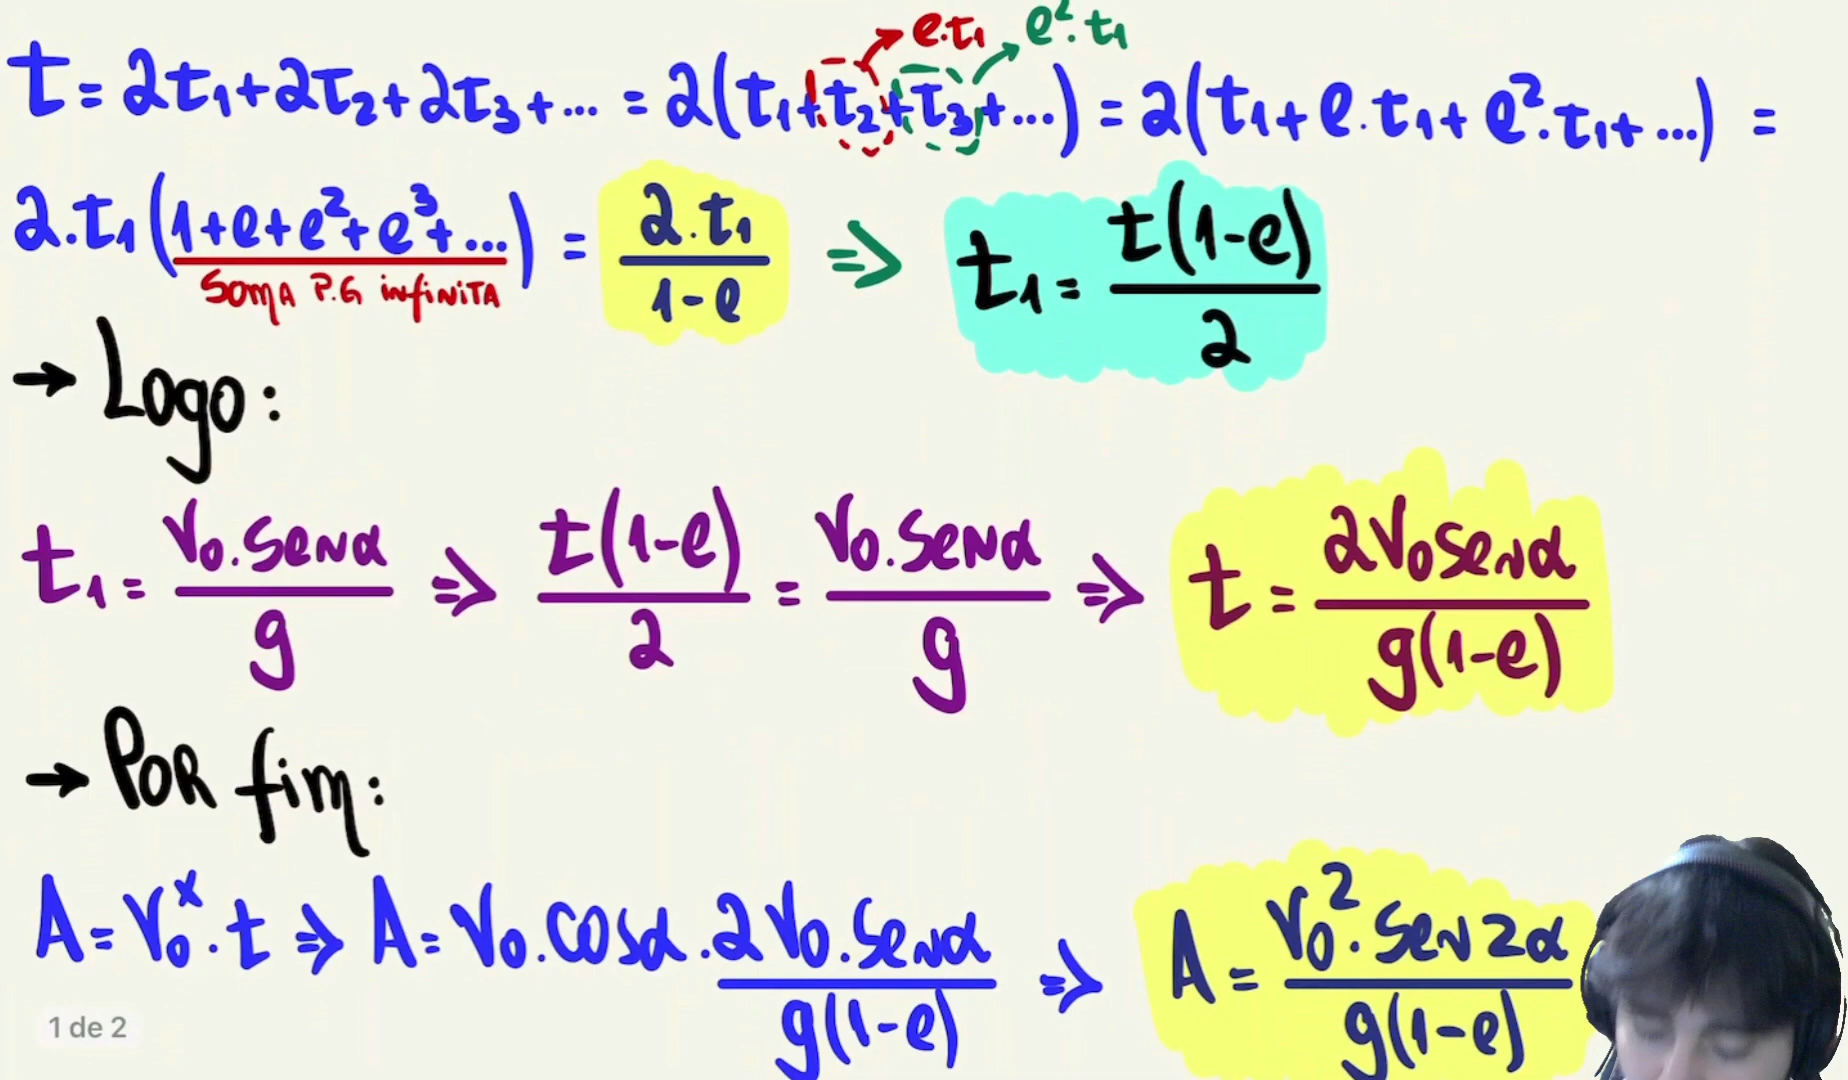 e.t₁ e².t₁
t = 2t₁+2t₂+2t₃+... = 2(t₁+t₂+t₃+...) = 2(t₁+e.t₁+e².t₁+...) =
2.t₁(1+e+e²+e³+...) = 2.t₁/1-e => t₁ = t(1-e)/2
Soma P.G infinita
→ Logo:
t₁ = V₀.senα/g => t(1-e)/2 = V₀.senα/g => t = 2V₀senα/g(1-e)
→ Por fim:
A = V₀ˣ.t => A = V₀.cosα.2V₀.senα/g(1-e) => A = V₀².sen2α/g(1-e)
1 de 2